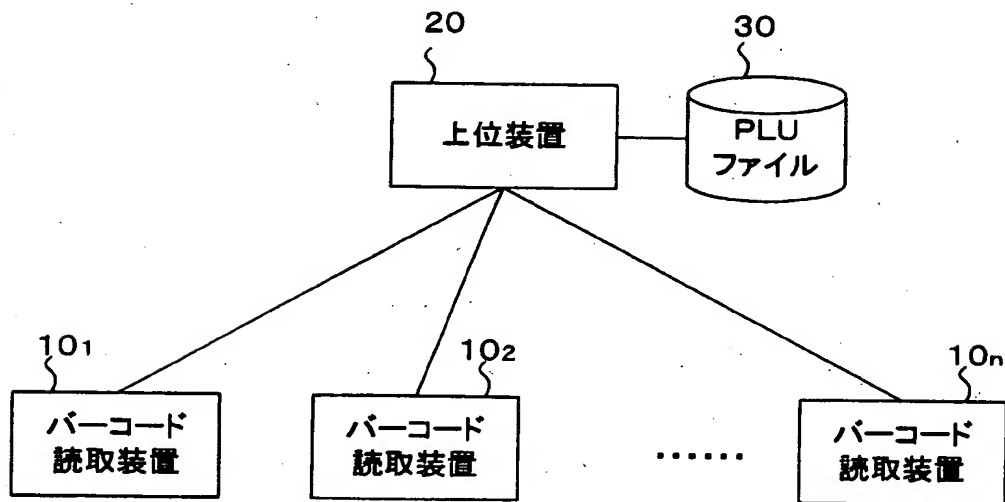 20
30
上位装置
PLU
ファイル
10₁
10₂
10ₙ
バーコード
読取装置
バーコード
読取装置
......
バーコード
読取装置